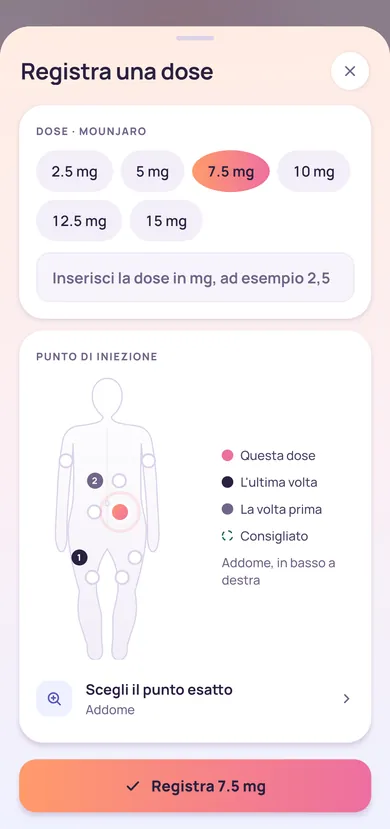 Registra una dose
DOSE · MOUNJARO
2.5 mg
5 mg
7.5 mg
10 mg
12.5 mg
15 mg
Inserisci la dose in mg, ad esempio 2,5
PUNTO DI INIEZIONE
2
1
Questa dose
L'ultima volta
La volta prima
Consigliato
Addome, in basso a
destra
Scegli il punto esatto
Addome
Registra 7.5 mg